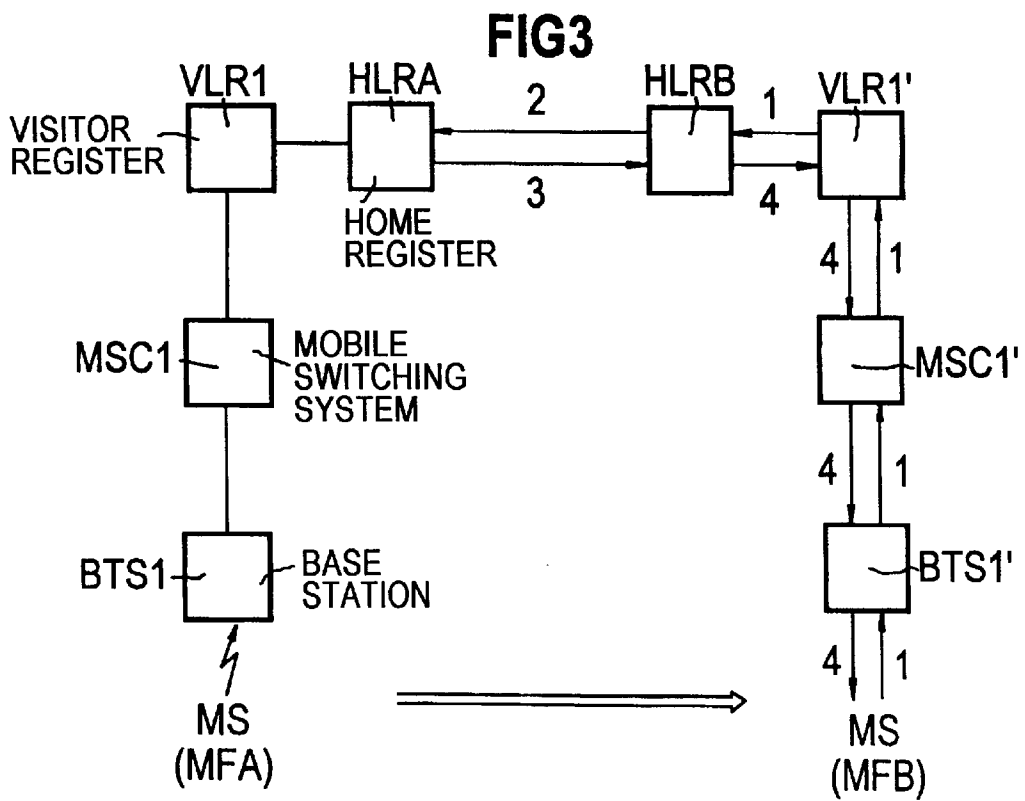 FIG3
VLR1
HLRA
HLRB
VLR1'
VISITOR
REGISTER
2
1
3
4
HOME
REGISTER
4
1
MSC1
MOBILE
SWITCHING
SYSTEM
MSC1'
4
1
BTS1
BASE
STATION
BTS1'
4
1
MS
(MFA)
MS
(MFB)